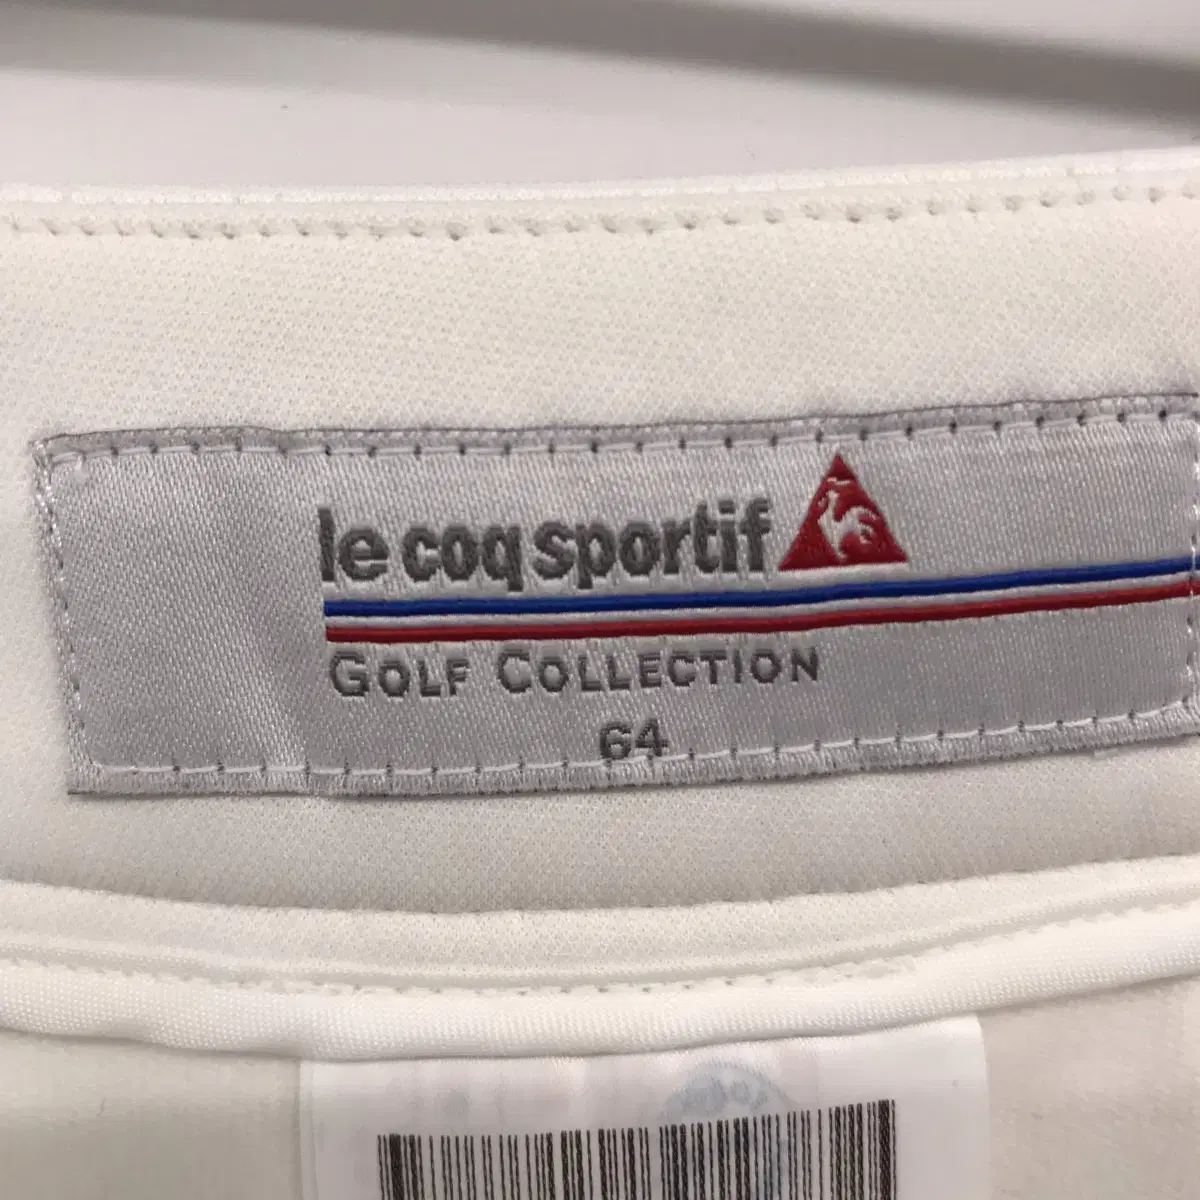 le coq sportif
GOLF COLLECTION
64